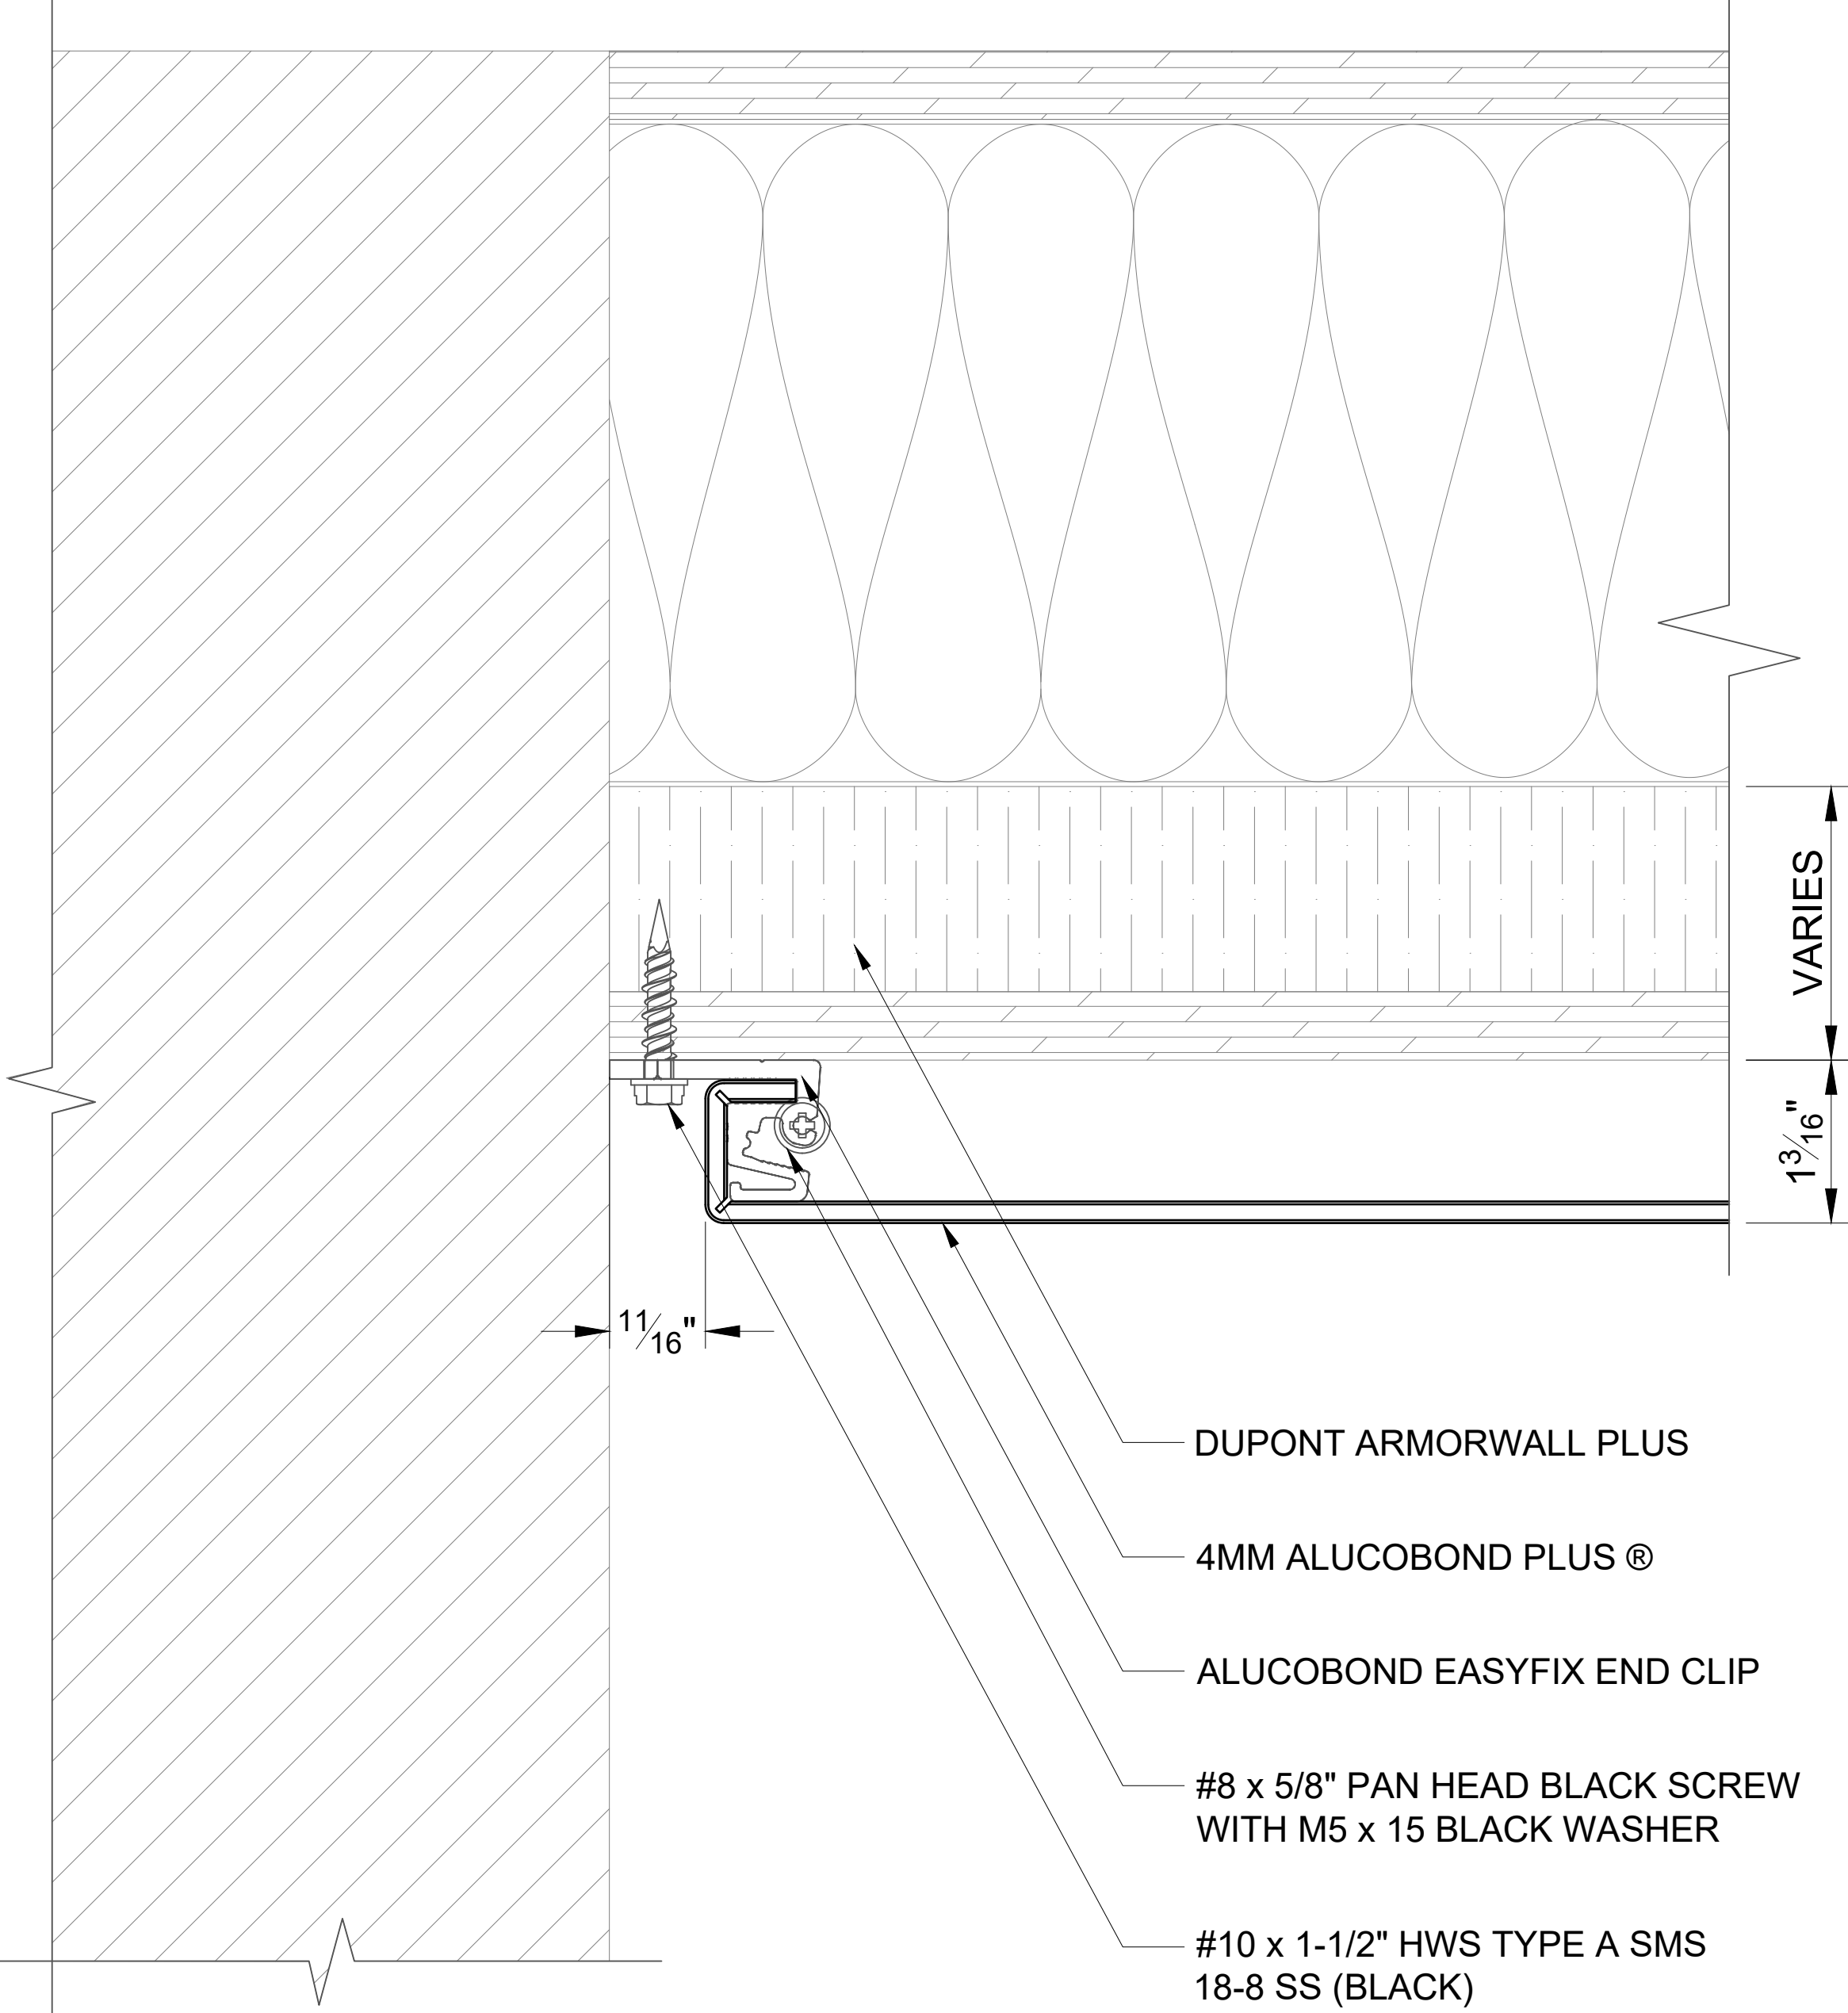 VARIES
1 3/16"
11/16"
DUPONT ARMORWALL PLUS
4MM ALUCOBOND PLUS ®
ALUCOBOND EASYFIX END CLIP
#8 x 5/8" PAN HEAD BLACK SCREW
WITH M5 x 15 BLACK WASHER
#10 x 1-1/2" HWS TYPE A SMS
18-8 SS (BLACK)